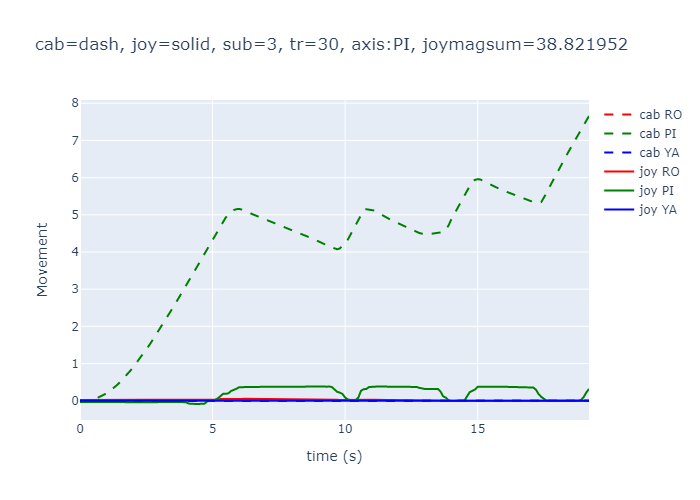 cab=dash, joy=solid, sub=3, tr=30, axis:PI, joymagsum=38.821952
8
7
6
5
4
3
2
1
0
Movement
0
5
10
15
time (s)
cab RO
cab PI
cab YA
joy RO
joy PI
joy YA